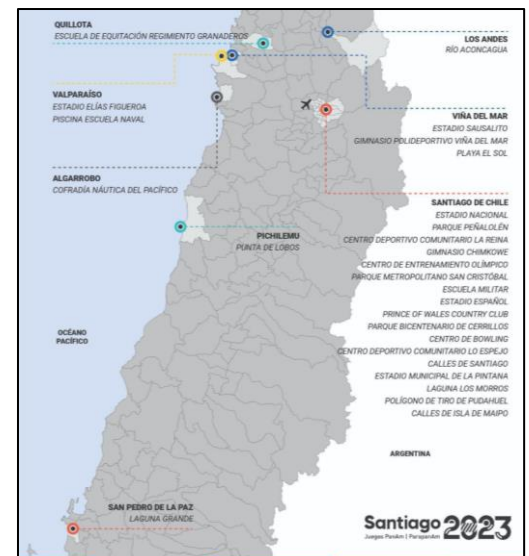 QUILLOTA
ESCUELA DE EQUITACIÓN REGIMIENTO GRANADEROS
LOS ANDES
RÍO ACONCAGUA
VALPARAÍSO
ESTADIO ELÍAS FIGUEROA
PISCINA ESCUELA NAVAL
VIÑA DEL MAR
ESTADIO SAUSALITO
GIMNASIO POLIDEPORTIVO VIÑA DEL MAR
PLAYA EL SOL
ALGARROBO
COFRADÍA NÁUTICA DEL PACÍFICO
SANTIAGO DE CHILE
ESTADIO NACIONAL
PARQUE PEÑALOLÉN
CENTRO DEPORTIVO COMUNITARIO LA REINA
GIMNASIO CHIMKOWE
CENTRO DE ENTRENAMIENTO OLÍMPICO
PARQUE METROPOLITANO SAN CRISTÓBAL
ESCUELA MILITAR
ESTADIO ESPAÑOL
PRINCE OF WALES COUNTRY CLUB
PARQUE BICENTENARIO DE CERRILLOS
CENTRO DE BOWLING
CENTRO DEPORTIVO COMUNITARIO LO ESPEJO
CALLES DE SANTIAGO
ESTADIO MUNICIPAL DE LA PINTANA
LAGUNA LOS MORROS
POLÍGONO DE TIRO DE PUDAHUEL
CALLES DE ISLA DE MAIPO
PICHILEMU
PUNTA DE LOBOS
OCÉANO
PACÍFICO
ARGENTINA
SAN PEDRO DE LA PAZ
LAGUNA GRANDE
Santiago 2023
Juegos PanAm | ParapanAm